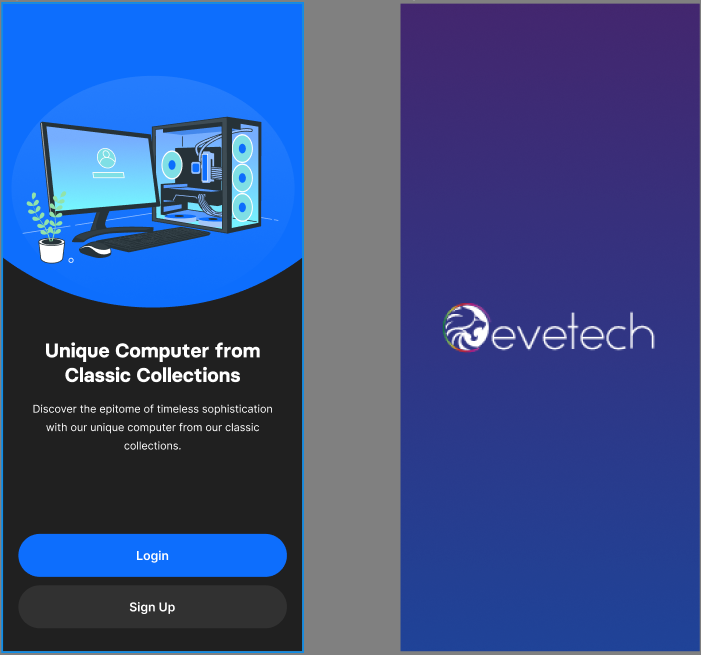 Unique Computer from
Classic Collections
Discover the epitome of timeless sophistication
with our unique computer from our classic
collections.
Login
Sign Up
evetech